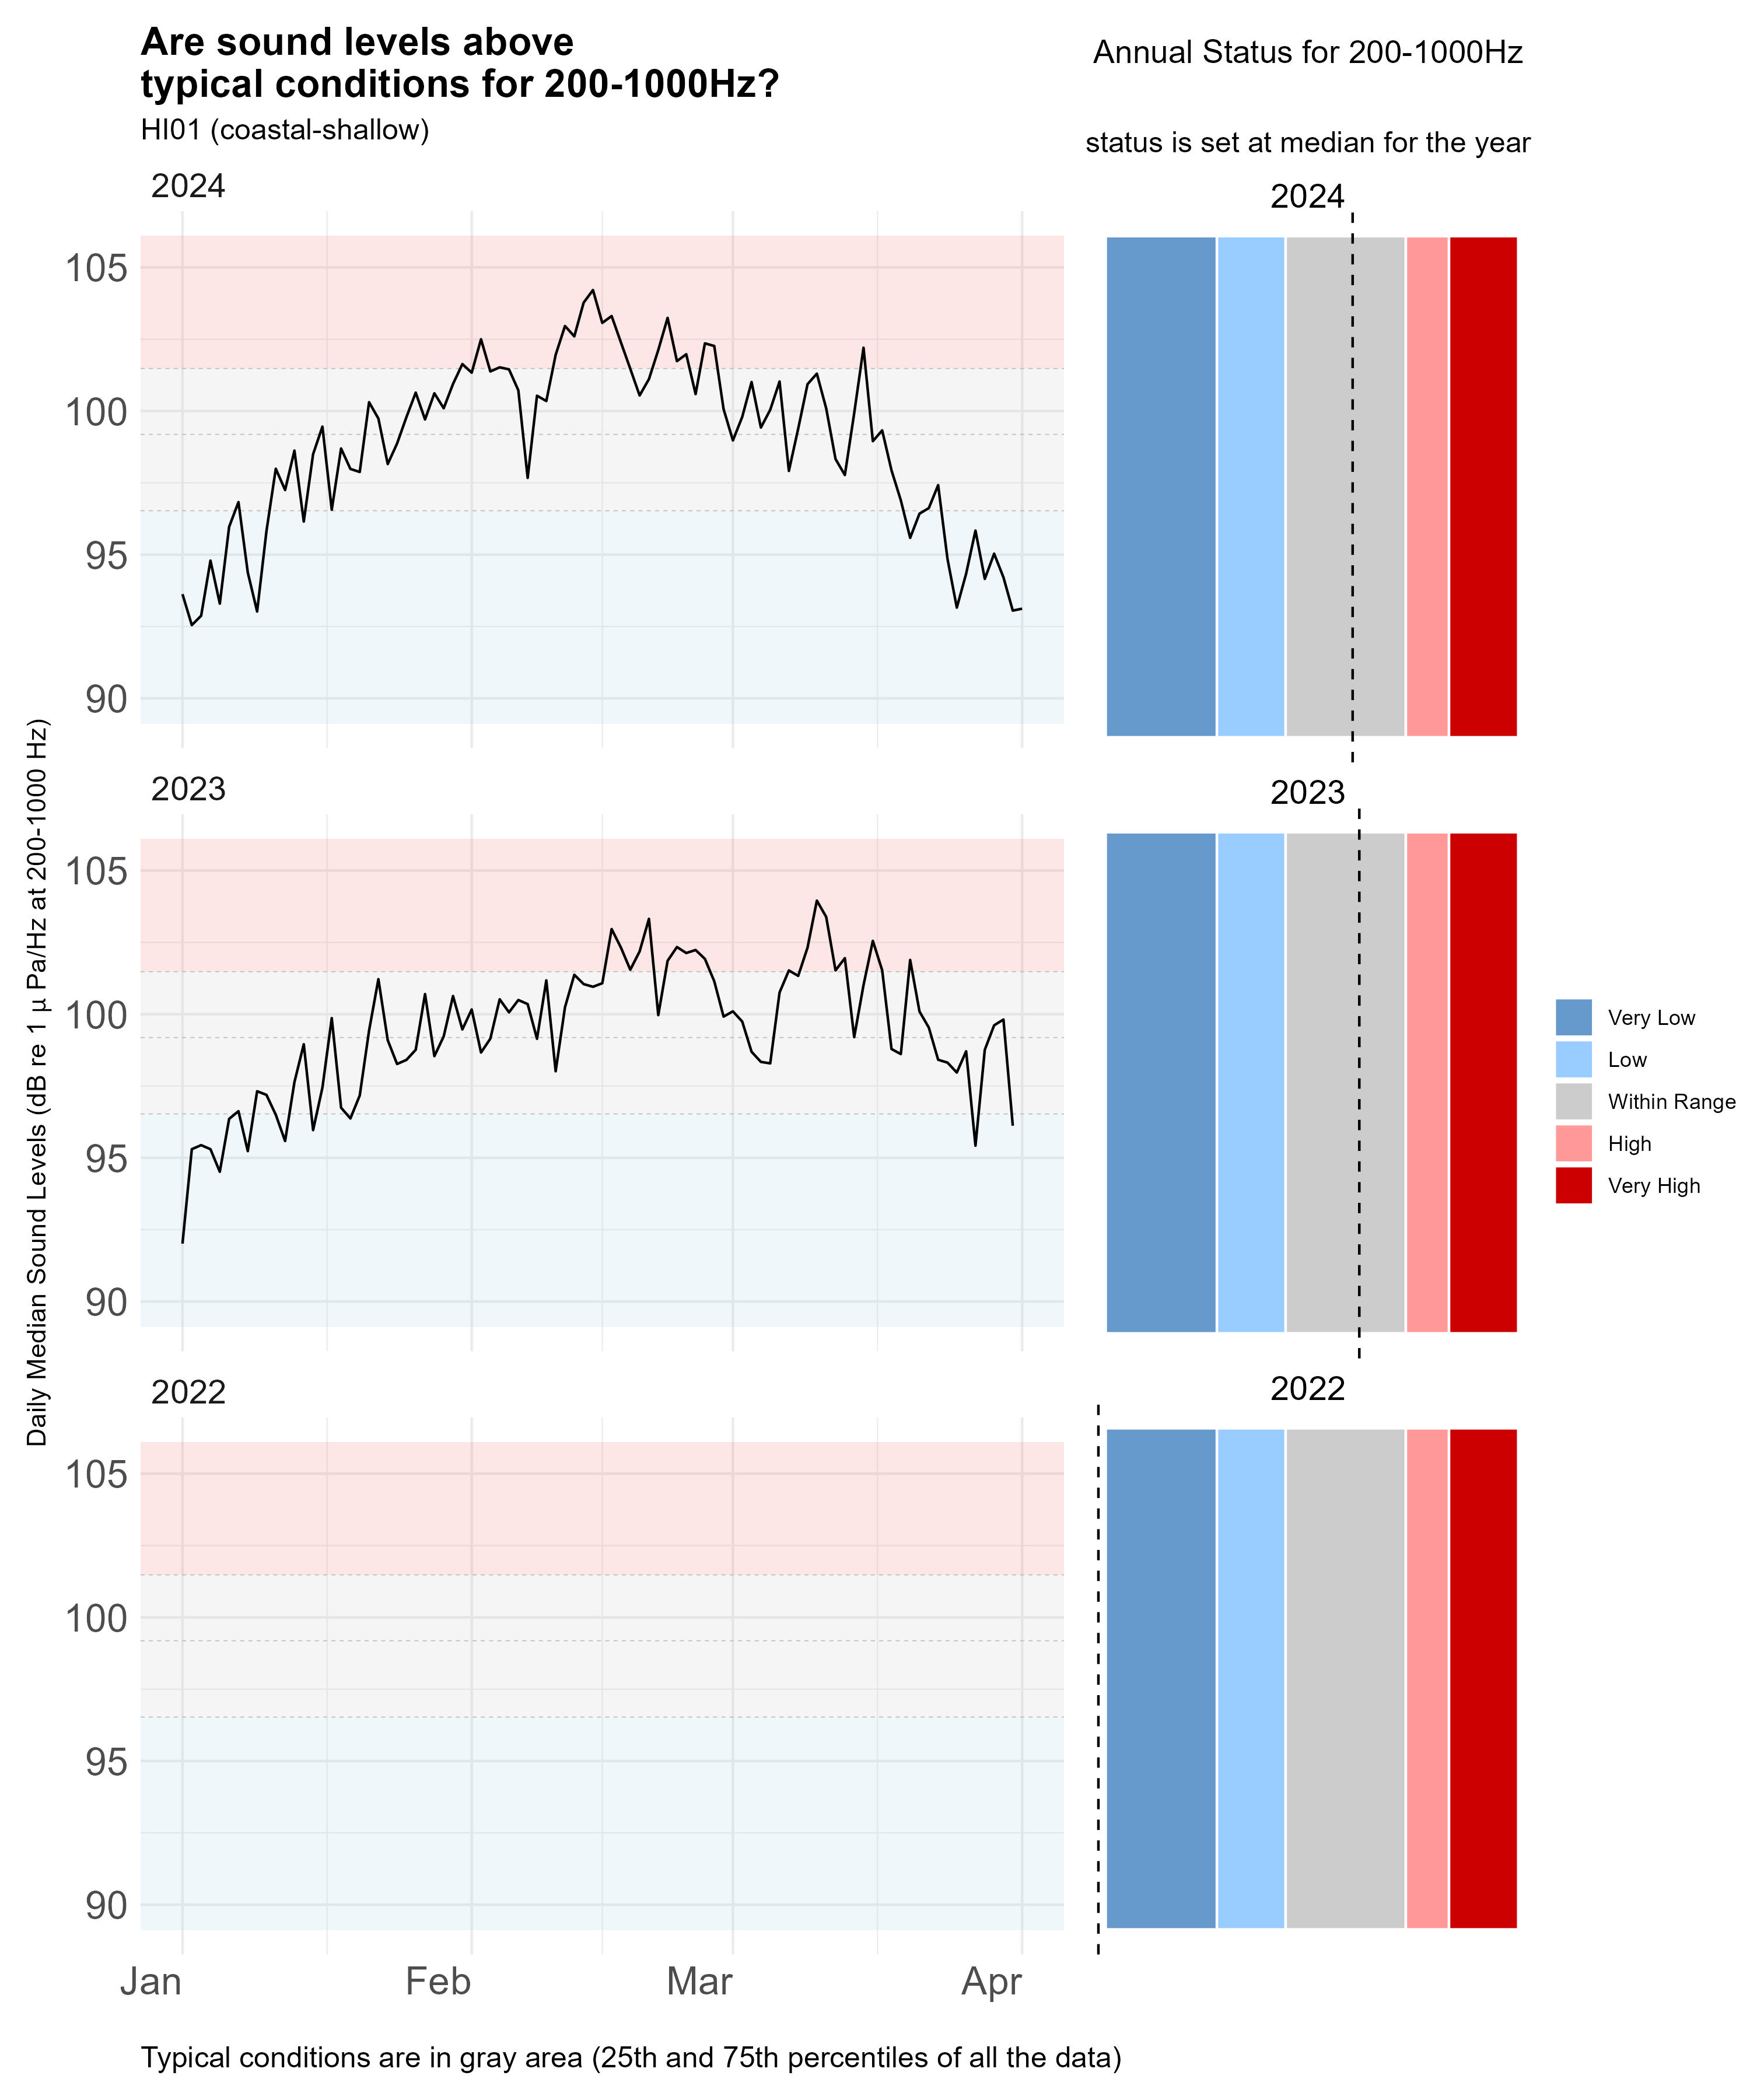 Are sound levels above
typical conditions for 200-1000Hz?
HI01 (coastal-shallow)
Annual Status for 200-1000Hz
status is set at median for the year
Daily Median Sound Levels (dB re 1 μ Pa/Hz at 200-1000 Hz)
2024
105
100
95
90
2024
2023
105
100
95
90
2023
2022
105
100
95
90
2022
Jan Feb Mar Apr
Very Low
Low
Within Range
High
Very High
Typical conditions are in gray area (25th and 75th percentiles of all the data)